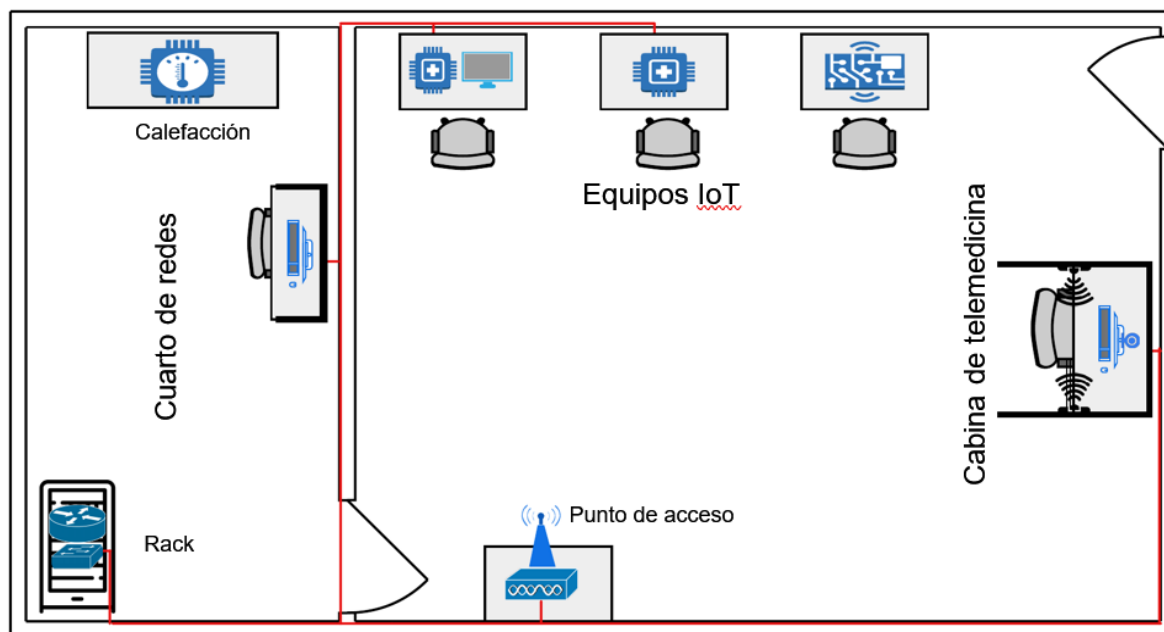 Calefacción
Cuarto de redes
Rack
Equipos IoT
Cabina de telemedicina
Punto de acceso